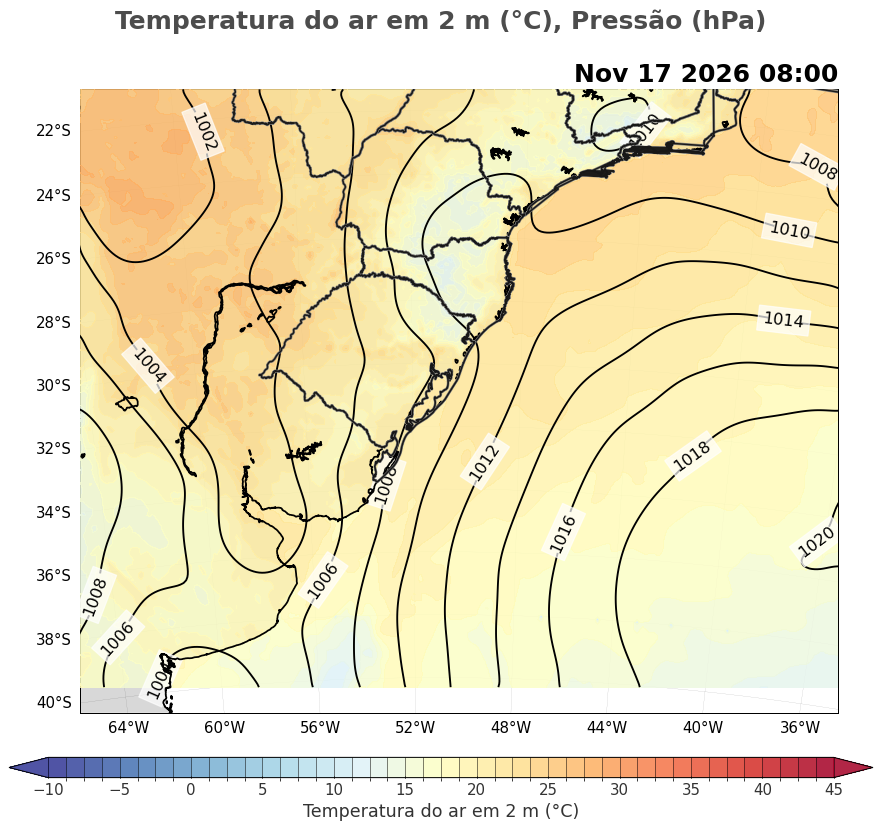 Temperatura do ar em 2 m (°C), Pressão (hPa)
Nov 17 2026 08:00
22°S
24°S
26°S
28°S
30°S
32°S
34°S
36°S
38°S
40°S
1002
1010
1008
1010
1014
1004
1018
1012
1008
1016
1020
1006
1008
1006
64°W 60°W 56°W 52°W 48°W 44°W 40°W 36°W
−10 −5 0 5 10 15 20 25 30 35 40 45
Temperatura do ar em 2 m (°C)